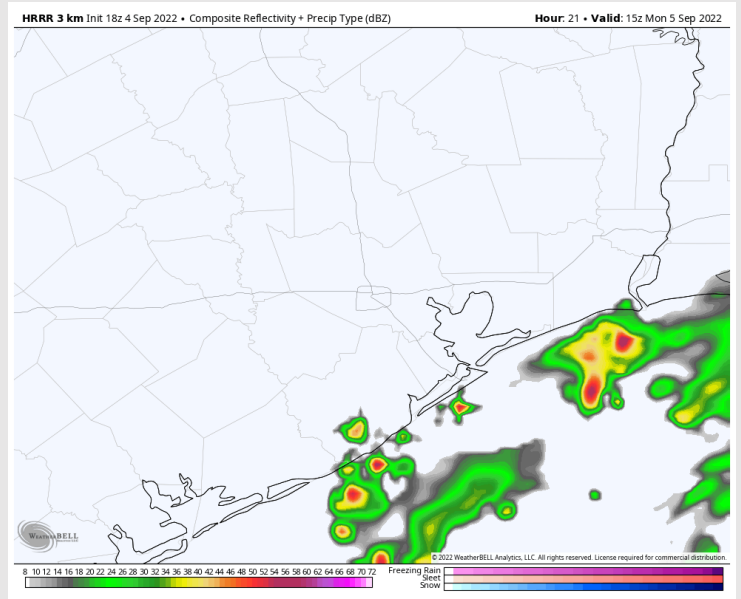 HRRR 3 km Init 18z 4 Sep 2022 • Composite Reflectivity + Precip Type (dBZ) Hour: 21 • Valid: 15z Mon 5 Sep 2022
WEATHERBELL
© 2022 WeatherBELL Analytics, LLC. All rights reserved. License required for commercial distribution.
8 10 12 14 16 18 20 22 24 26 28 30 32 34 36 38 40 42 44 46 48 50 52 54 56 58 60 62 64 66 68 70 72
Freezing Rain
Sleet
Snow